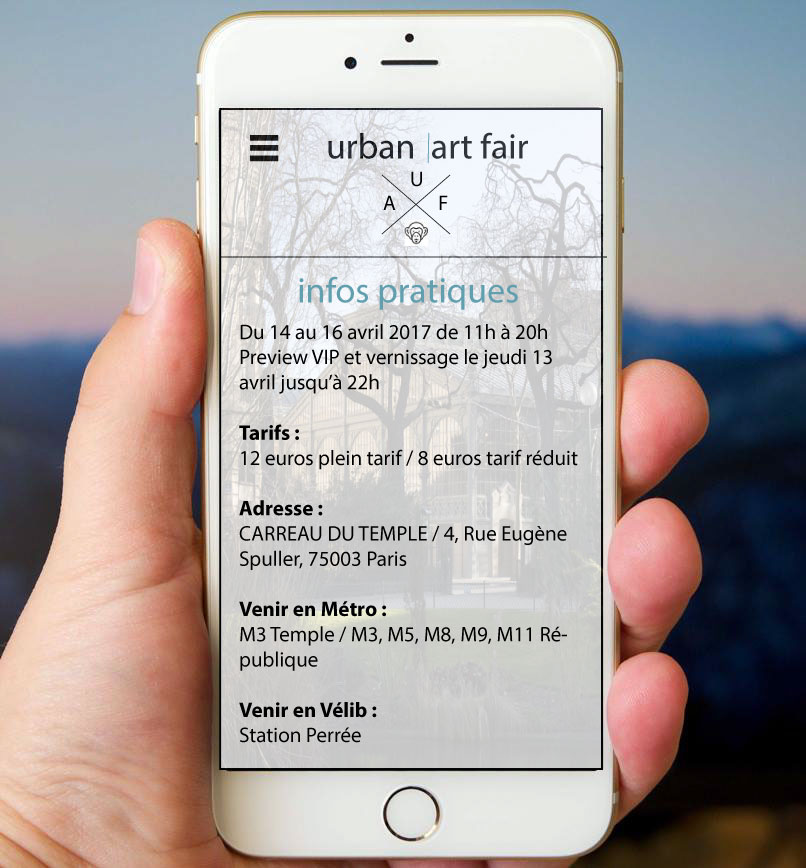 urban art fair
U
A F
infos pratiques
Du 14 au 16 avril 2017 de 11h à 20h
Preview VIP et vernissage le jeudi 13
avril jusqu'à 22h
Tarifs :
12 euros plein tarif / 8 euros tarif réduit
Adresse :
CARREAU DU TEMPLE / 4, Rue Eugène
Spuller, 75003 Paris
Venir en Métro :
M3 Temple / M3, M5, M8, M9, M11 Ré-
publique
Venir en Vélib :
Station Perrée